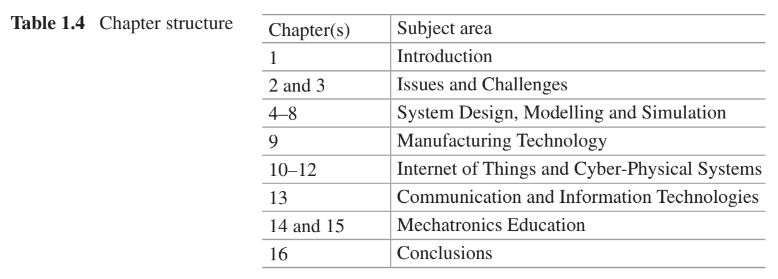 Table 1.4 Chapter structure
Chapter(s) Subject area
1 Introduction
2 and 3 Issues and Challenges
4–8 System Design, Modelling and Simulation
9 Manufacturing Technology
10–12 Internet of Things and Cyber-Physical Systems
13 Communication and Information Technologies
14 and 15 Mechatronics Education
16 Conclusions